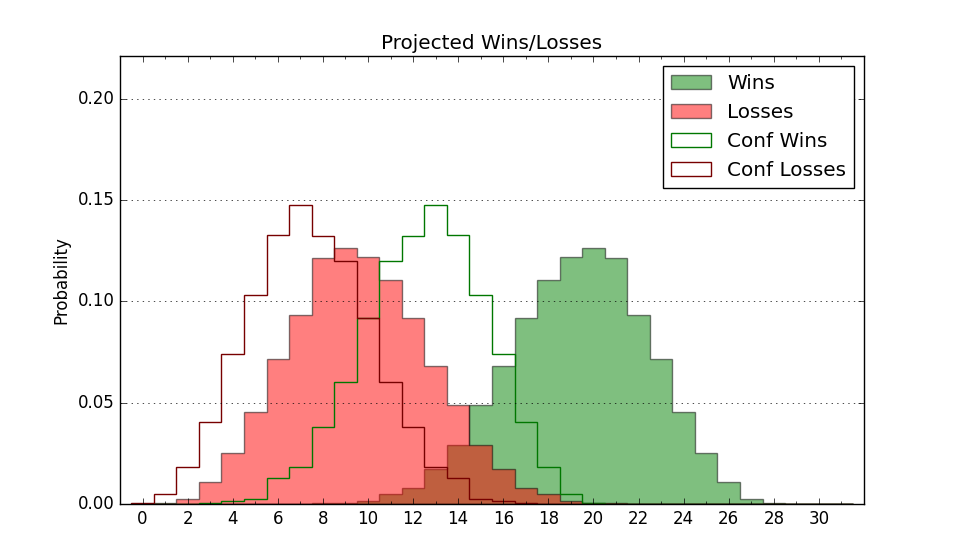 Projected Wins/Losses
Wins
Losses
Conf Wins
Conf Losses
Probability
0.20
0.15
0.10
0.05
0.00
0 2 4 6 8 10 12 14 16 18 20 22 24 26 28 30